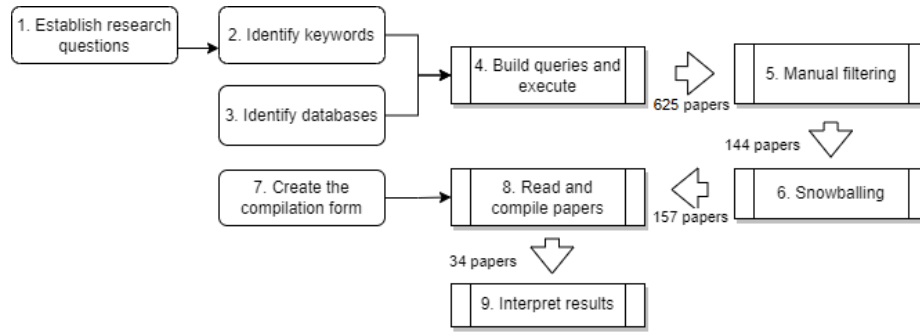 1. Establish research
questions
2. Identify keywords
3. Identify databases
4. Build queries and
execute
625 papers
5. Manual filtering
144 papers
6. Snowballing
157 papers
7. Create the
compilation form
8. Read and
compile papers
34 papers
9. Interpret results